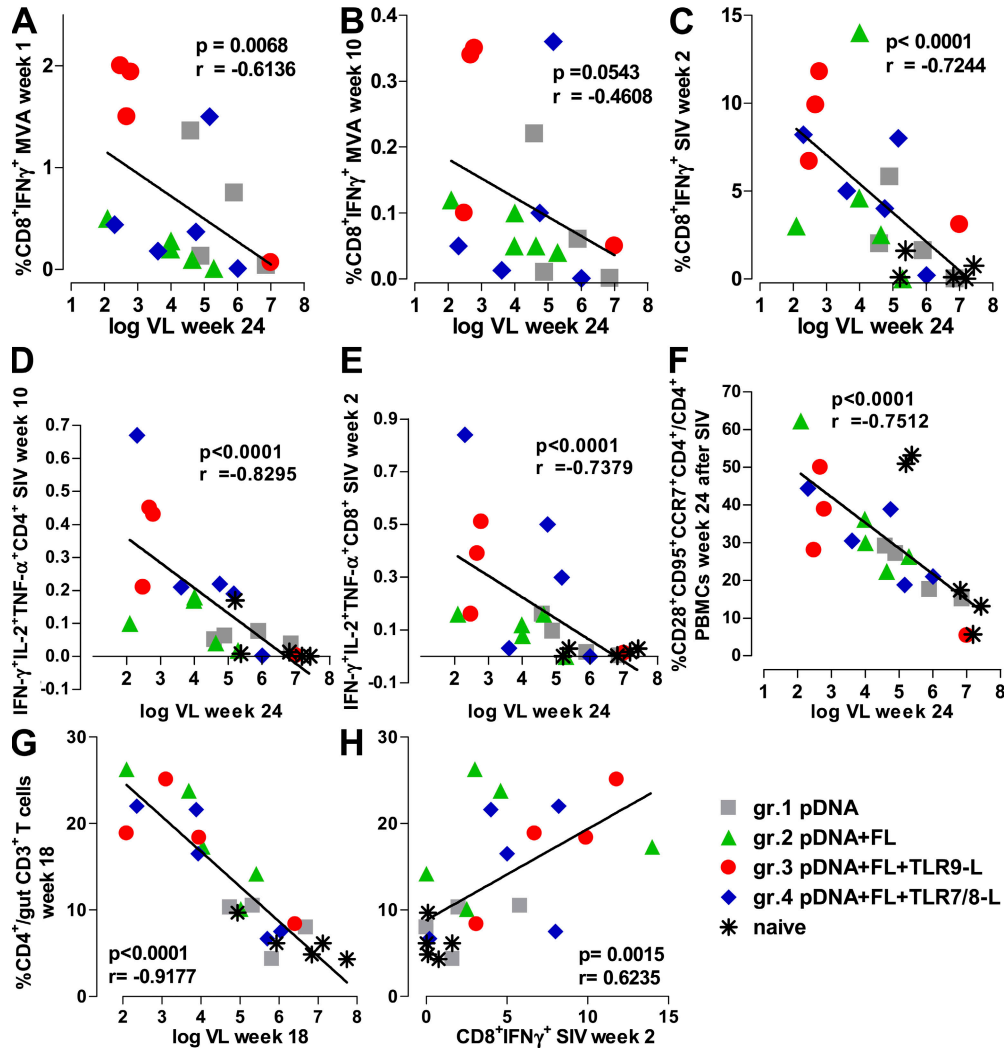 A
%CD8+IFNγ+ MVA week 1
p = 0.0068
r = -0.6136
2
1
0
1 2 3 4 5 6 7 8
log VL week 24
B
%CD8+IFNγ+ MVA week 10
p =0.0543
r = -0.4608
0.4
0.3
0.2
0.1
0.0
1 2 3 4 5 6 7 8
log VL week 24
C
%CD8+IFNγ+ SIV week 2
p< 0.0001
r = -0.7244
15
10
5
0
1 2 3 4 5 6 7 8
log VL week 24
D
IFN-γ+IL-2+TNF-α+CD4+ SIV week 10
p<0.0001
r =-0.8295
0.7
0.6
0.5
0.4
0.3
0.2
0.1
0.0
-0.1
1 2 3 4 5 6 7 8
log VL week 24
E
IFN-γ+IL-2+TNF-α+CD8+ SIV week 2
p<0.0001
r =-0.7379
0.9
0.7
0.5
0.3
0.1
-0.1
1 2 3 4 5 6 7 8
log VL week 24
F
%CD28+CD95+CCR7+CD4+/CD4+
PBMCs week 24 after SIV
p<0.0001
r =-0.7512
70
60
50
40
30
20
10
0
1 2 3 4 5 6 7 8
log VL week 24
G
%CD4+/gut CD3+T cells
week 18
30
20
10
0
p<0.0001
r= -0.9177
2 3 4 5 6 7 8
log VL week 18
H
30
20
10
0
p= 0.0015
r= 0.6235
0 5 10 15
CD8+IFNγ+ SIV week 2
gr.1 pDNA
gr.2 pDNA+FL
gr.3 pDNA+FL+TLR9-L
gr.4 pDNA+FL+TLR7/8-L
naive